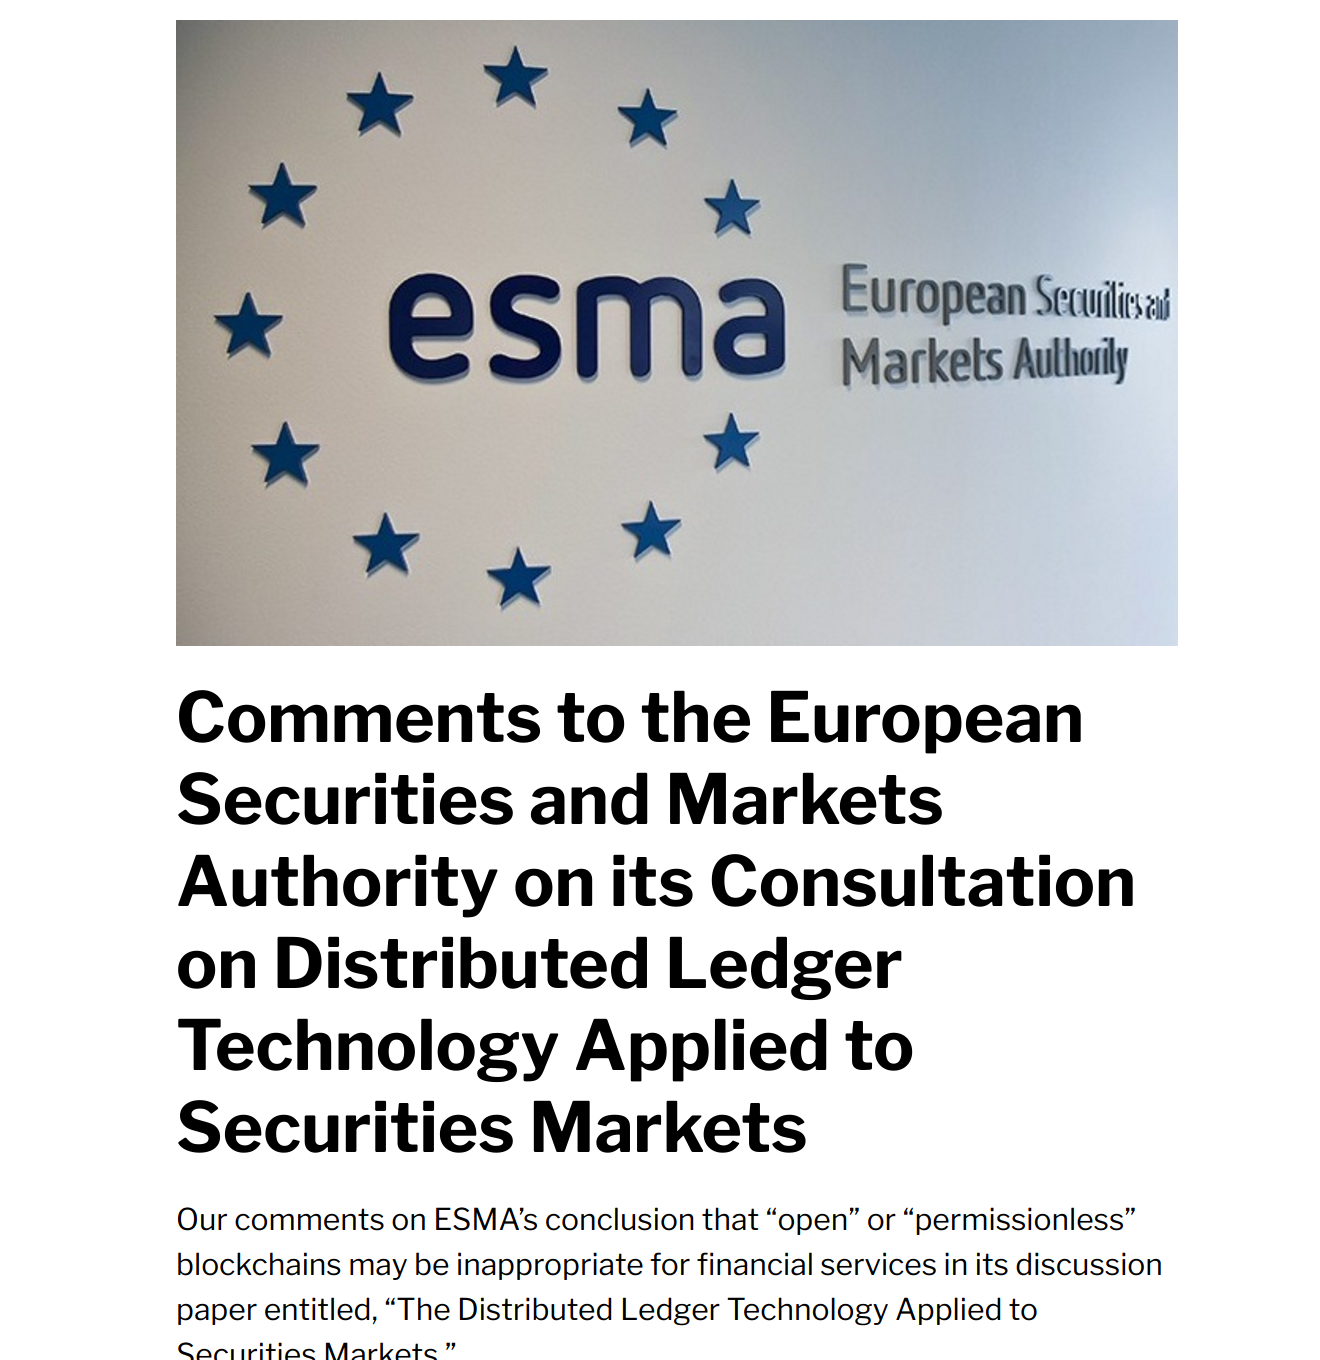 esma
European Securities and
Markets Authority
Comments to the European
Securities and Markets
Authority on its Consultation
on Distributed Ledger
Technology Applied to
Securities Markets
Our comments on ESMA’s conclusion that “open” or “permissionless”
blockchains may be inappropriate for financial services in its discussion
paper entitled, “The Distributed Ledger Technology Applied to
Securities Markets.”